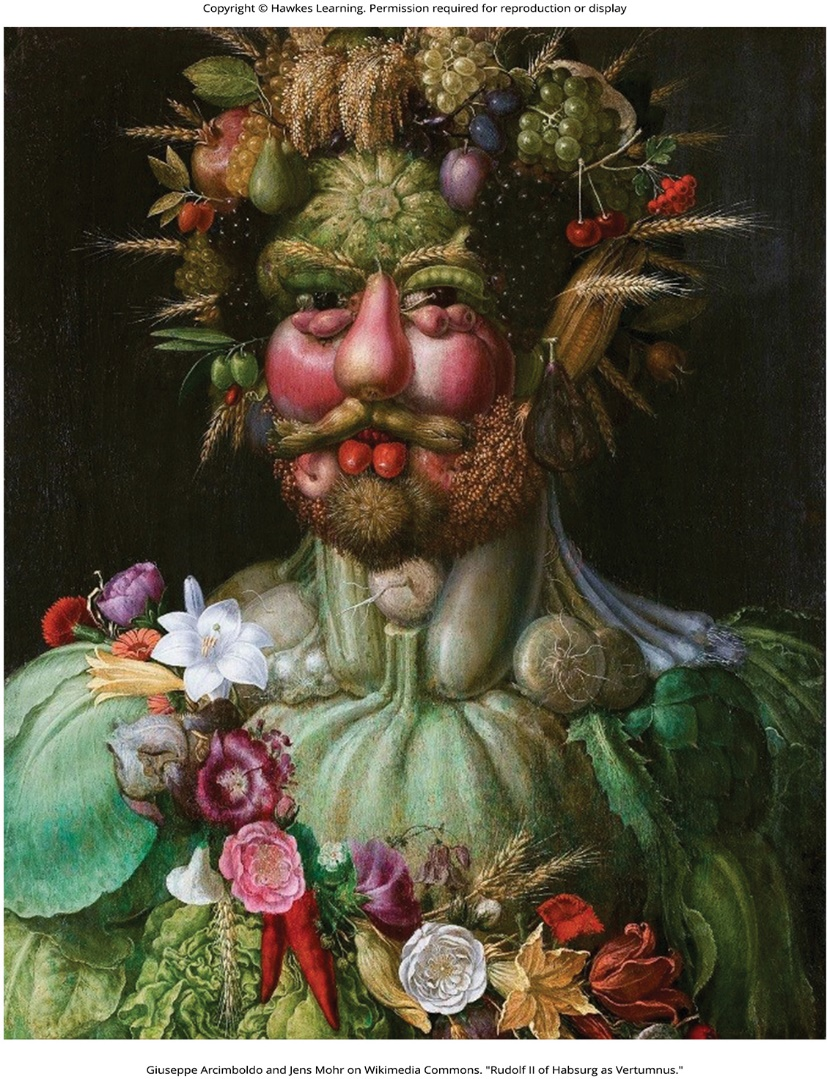 Copyright © Hawkes Learning. Permission required for reproduction or display
Giuseppe Arcimboldo and Jens Mohr on Wikimedia Commons. "Rudolf II of Habsurg as Vertumnus."